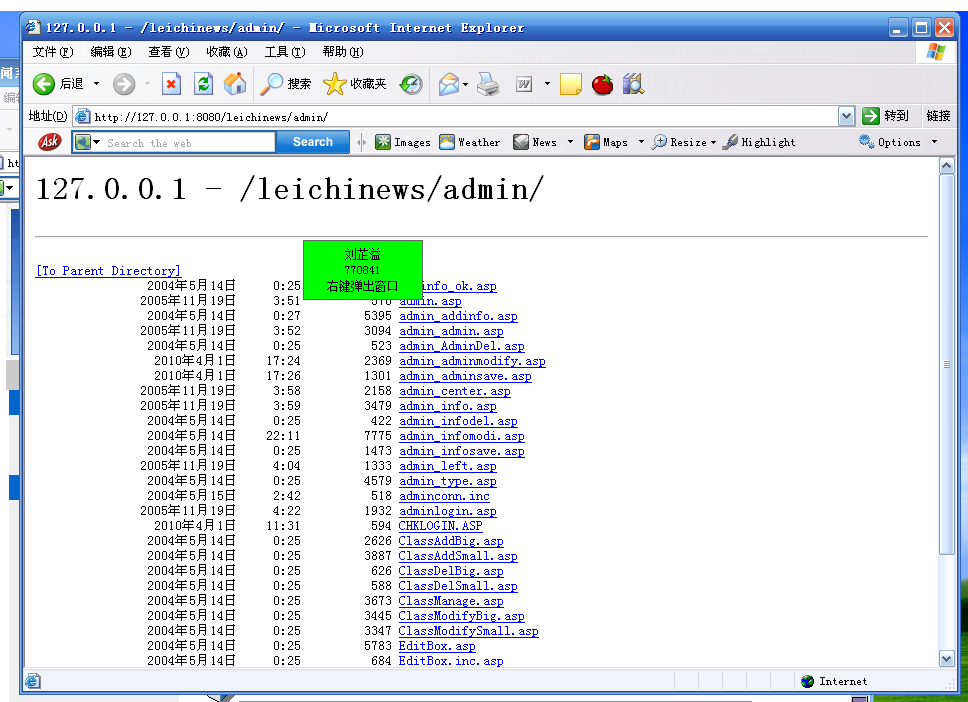 127.0.0.1 - /leichinews/admin/ - Microsoft Internet Explorer
文件(F) 编辑(E) 查看(V) 收藏(A) 工具(T) 帮助(H)
后退 搜索 收藏夹
地址(D) http://127.0.0.1:8080/leichinews/admin/ 转到 链接
Ask Search the web Search Images Weather News Maps Resize Highlight Options
127.0.0.1 - /leichinews/admin/
刘芷溢
770841
右键弹出窗口
[To Parent Directory]
2004年5月14日 0:25 info_ok.asp
2005年11月19日 3:51 570 admin.asp
2004年5月14日 0:27 5395 admin_addinfo.asp
2005年11月19日 3:52 3094 admin_admin.asp
2004年5月14日 0:25 523 admin_AdminDel.asp
2010年4月1日 17:24 2369 admin_adminmodify.asp
2010年4月1日 17:26 1301 admin_adminsave.asp
2005年11月19日 3:58 2158 admin_center.asp
2005年11月19日 3:59 3479 admin_info.asp
2004年5月14日 0:25 422 admin_infodel.asp
2004年5月14日 22:11 7775 admin_infomodi.asp
2004年5月14日 0:25 1473 admin_infosave.asp
2005年11月19日 4:04 1333 admin_left.asp
2004年5月14日 0:25 4579 admin_type.asp
2004年5月15日 2:42 518 adminconn.inc
2005年11月19日 4:22 1932 adminlogin.asp
2010年4月1日 11:31 594 CHKLOGIN.ASP
2004年5月14日 0:25 2626 ClassAddBig.asp
2004年5月14日 0:25 3887 ClassAddSmall.asp
2004年5月14日 0:25 626 ClassDelBig.asp
2004年5月14日 0:25 588 ClassDelSmall.asp
2004年5月14日 0:25 3673 ClassManage.asp
2004年5月14日 0:25 3445 ClassModifyBig.asp
2004年5月14日 0:25 3347 ClassModifySmall.asp
2004年5月14日 0:25 5783 EditBox.asp
2004年5月14日 0:25 684 EditBox.inc.asp
Internet